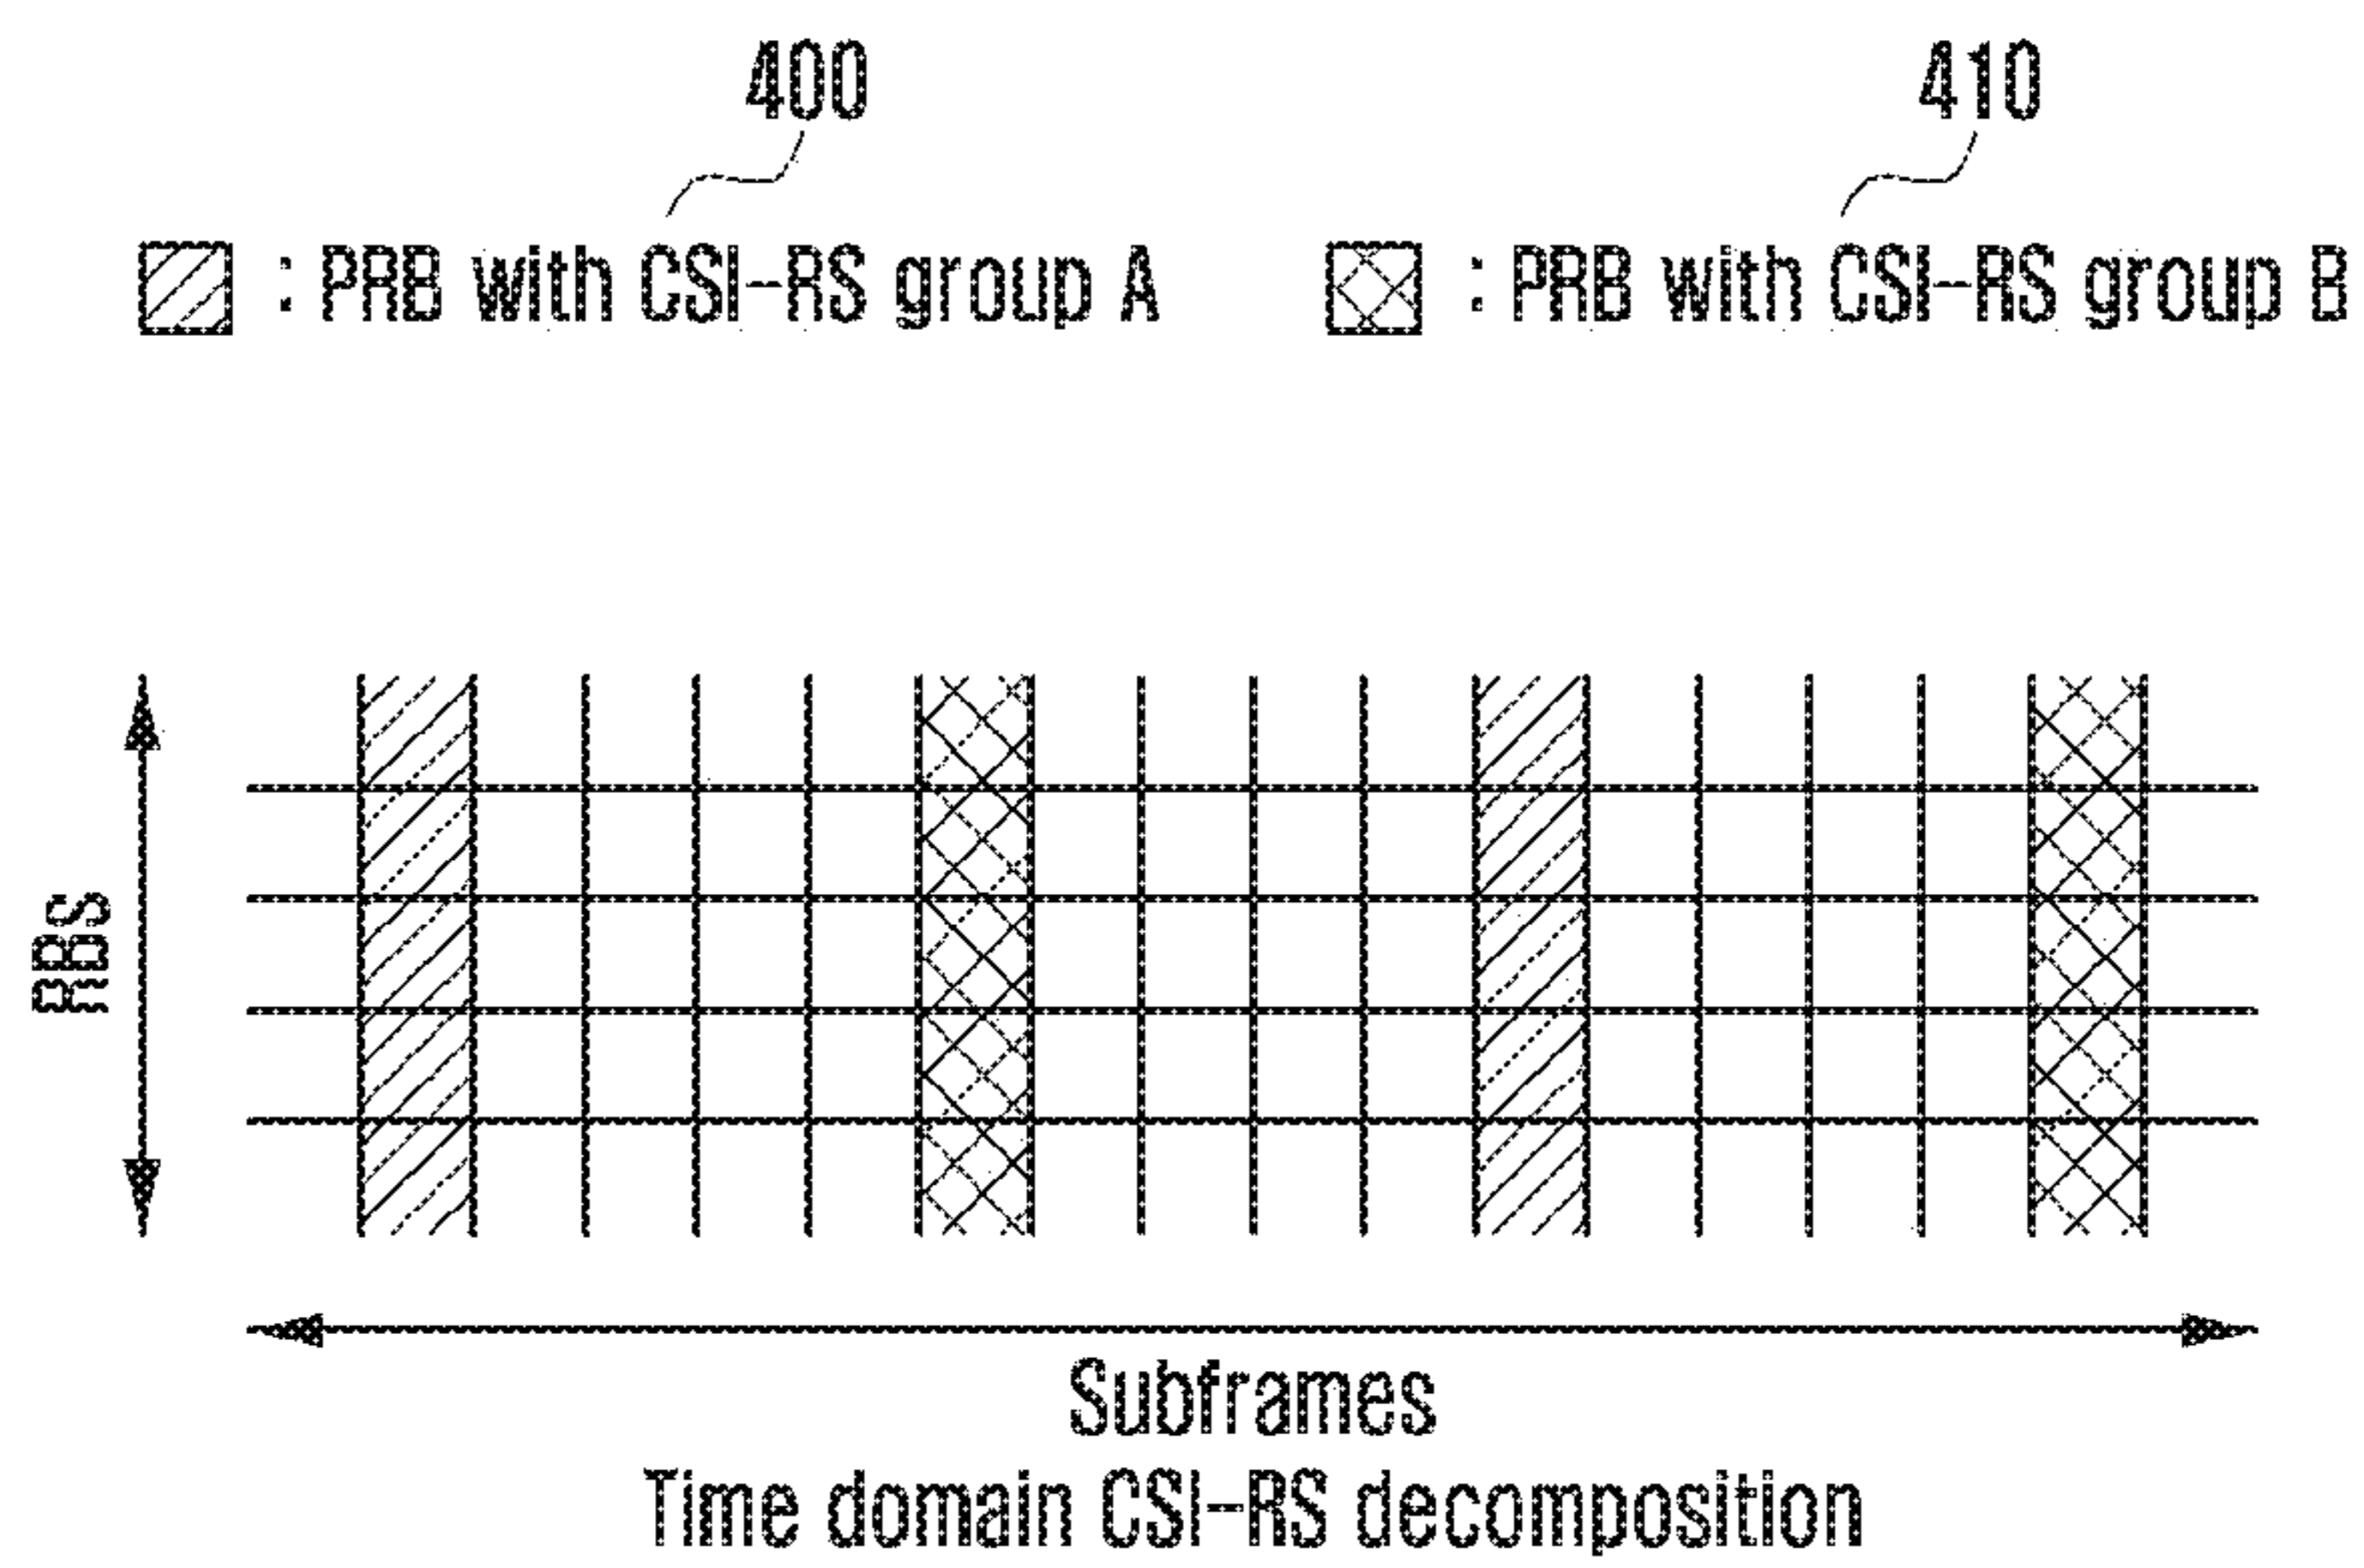 400 410
: PRB with CSI-RS group A : PRB with CSI-RS group B
RBs
Subframes
Time domain CSI-RS decomposition